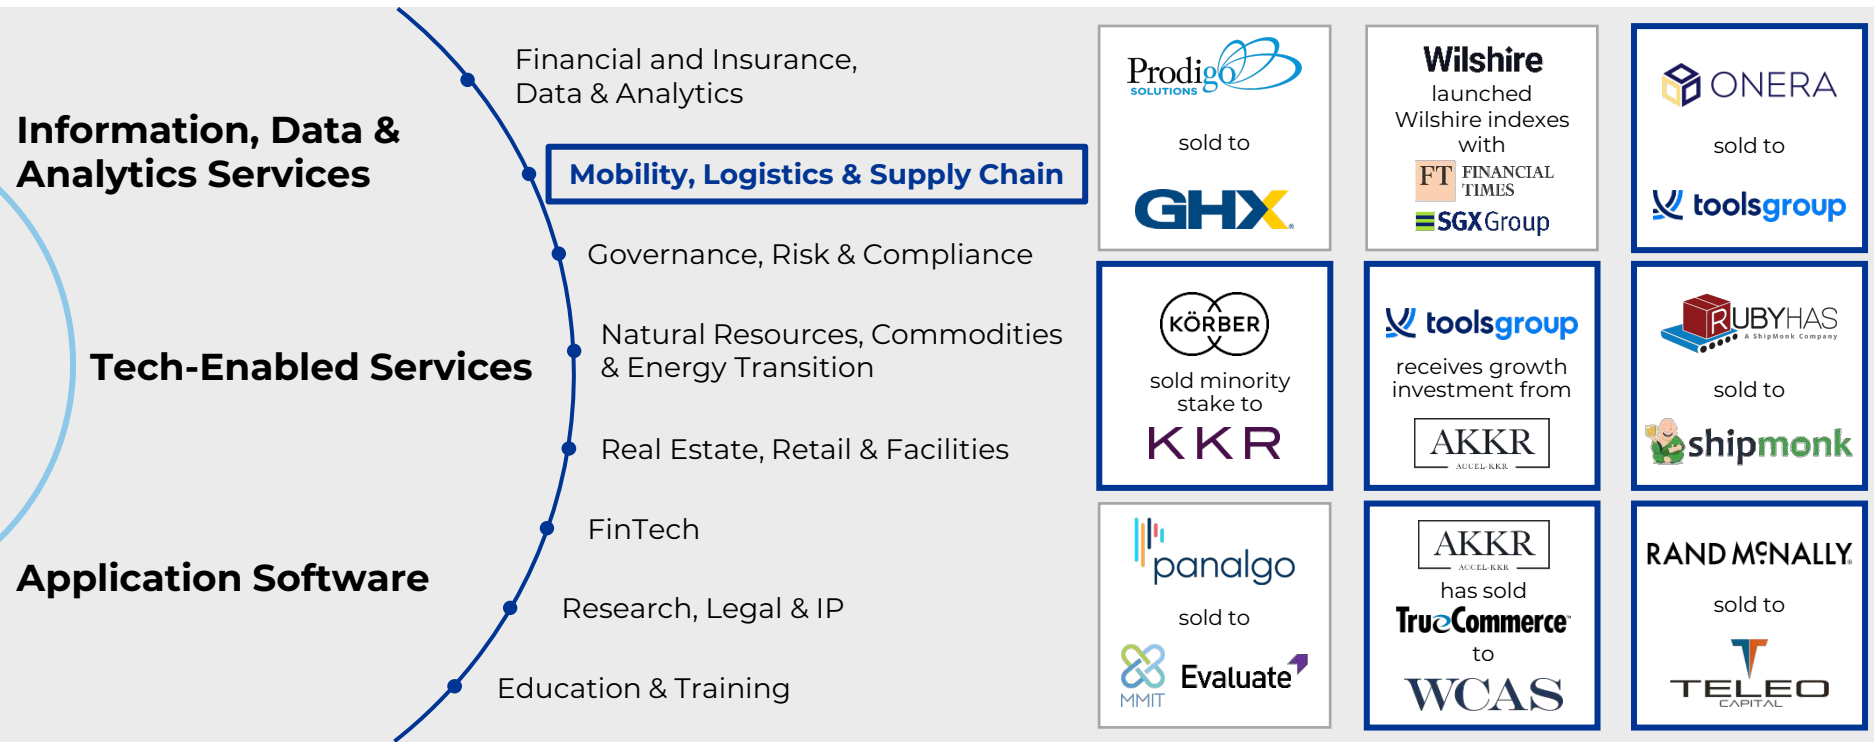 Information, Data &
Analytics Services
Tech-Enabled Services
Application Software
Financial and Insurance,
Data & Analytics
Mobility, Logistics & Supply Chain
Governance, Risk & Compliance
Natural Resources, Commodities
& Energy Transition
Real Estate, Retail & Facilities
FinTech
Research, Legal & IP
Education & Training
Prodigo
SOLUTIONS
sold to
GHX
Wilshire
launched
Wilshire indexes
with
FT FINANCIAL
TIMES
SGX Group
ONERA
sold to
toolsgroup
KÖRBER
sold minority
stake to
KKR
toolsgroup
receives growth
investment from
AKKR
ACCEL-KKR
RUBYHAS
A ShipMonk Company
sold to
shipmonk
panalgo
sold to
MMIT
Evaluate
AKKR
ACCEL-KKR
has sold
TrueCommerce
to
WCAS
RAND McNALLY
sold to
TELEO
CAPITAL